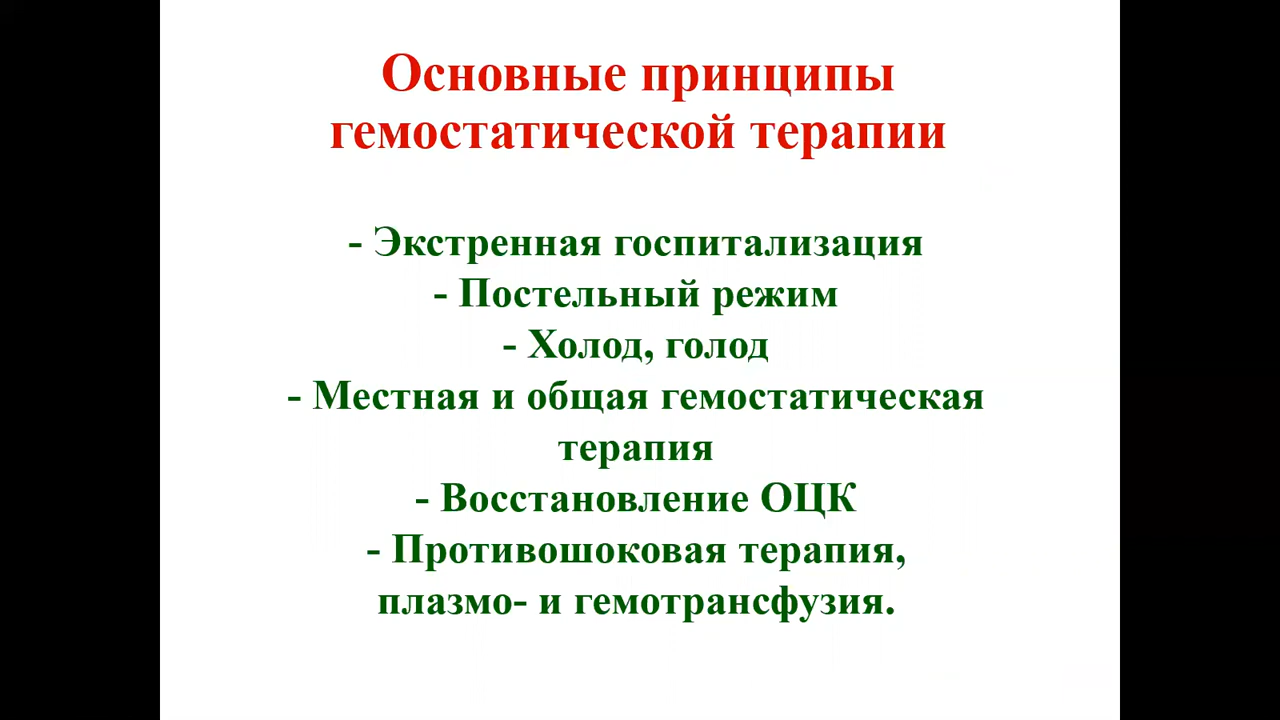 Основные принципы
гемостатической терапии
- Экстренная госпитализация
- Постельный режим
- Холод, голод
- Местная и общая гемостатическая
терапия
- Восстановление ОЦК
- Противошоковая терапия,
плазмо- и гемотрансфузия.